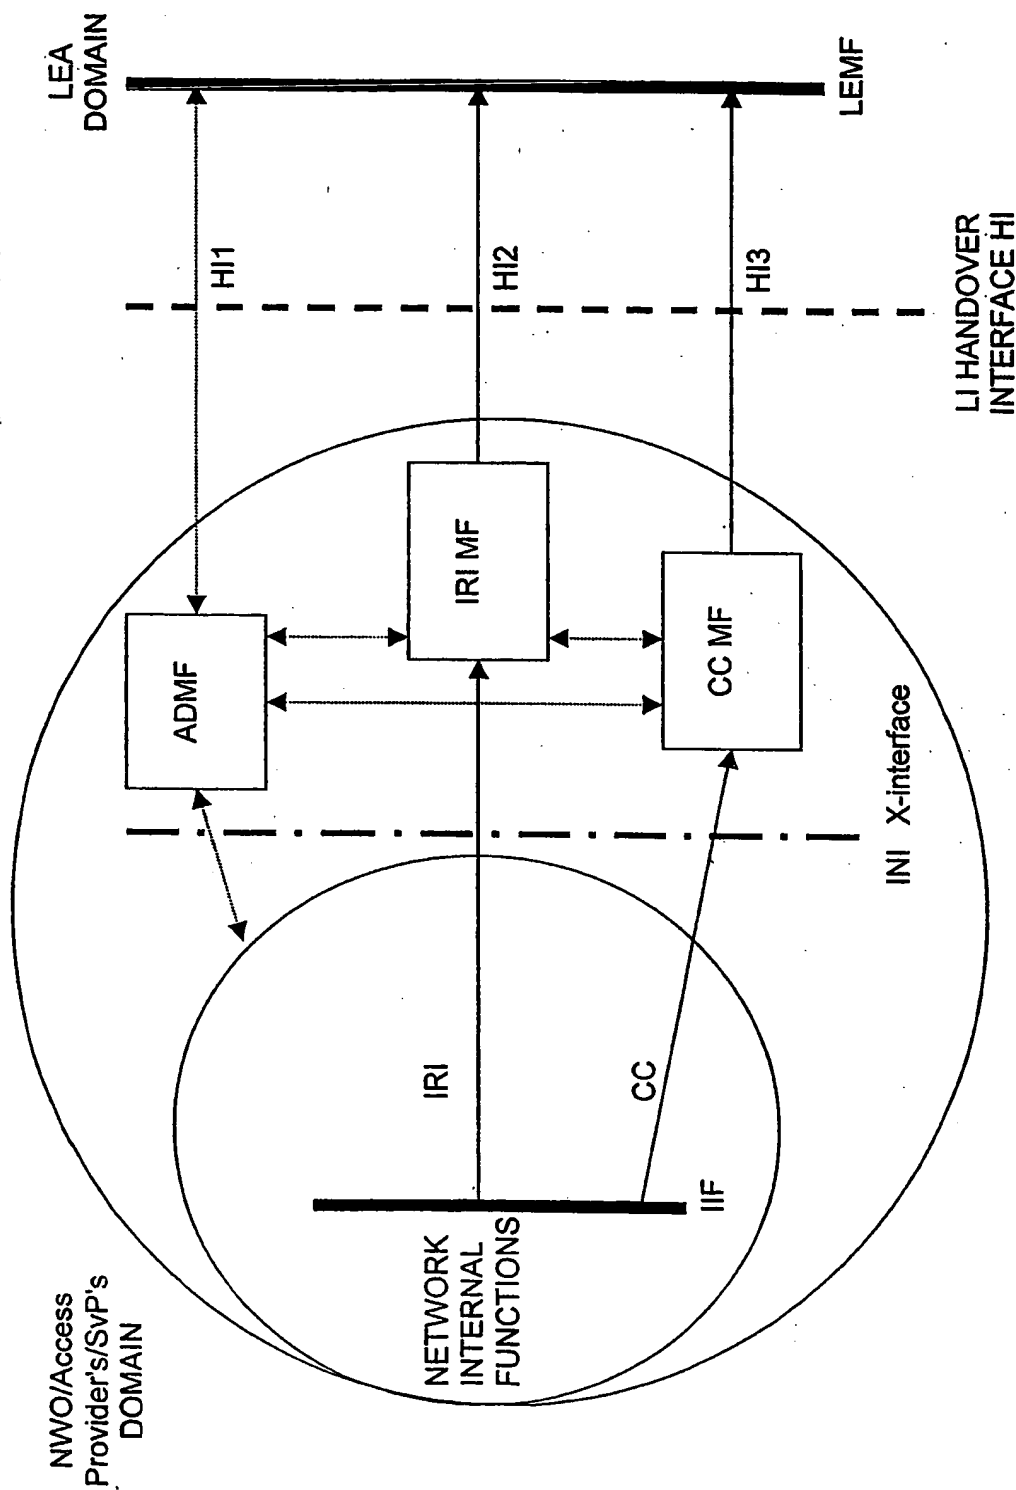 NWO/Access
Provider's/SvP's
DOMAIN
LEA
DOMAIN
ADMF
HI1
NETWORK
INTERNAL
FUNCTIONS
IRI
IRI MF
HI2
CC
CC MF
HI3
IIF
LEMF
INI X-interface
LI HANDOVER
INTERFACE HI